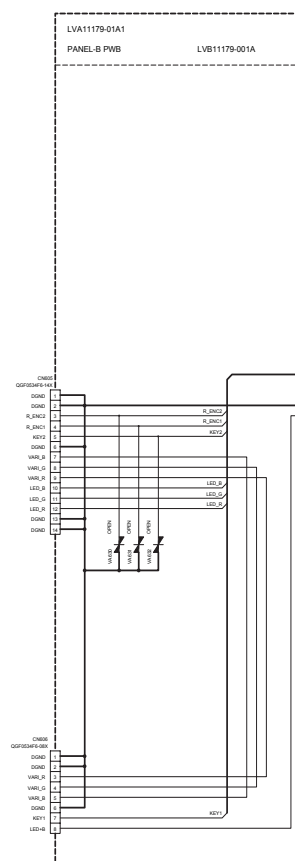 LVA11179-01A1
PANEL-B PWB LVB11179-001A
CN805
QGF0534F6-14X
DGND 1
DGND 2
R_ENC2 3 R_ENC2
R_ENC1 4 R_ENC1
KEY2 5 KEY2
DGND 6
VARI_B 7
VARI_G 8
VARI_R 9
LED_B 10 LED_B
LED_G 11 LED_G
LED_R 12 LED_R
DGND 13
DGND 14
OPEN OPEN OPEN
VA830 VA831 VA832
CN806
QGF0534F6-08X
DGND 1
DGND 2
VARI_R 3
VARI_G 4
VARI_B 5
DGND 6
KEY1 7 KEY1
LED+B 8